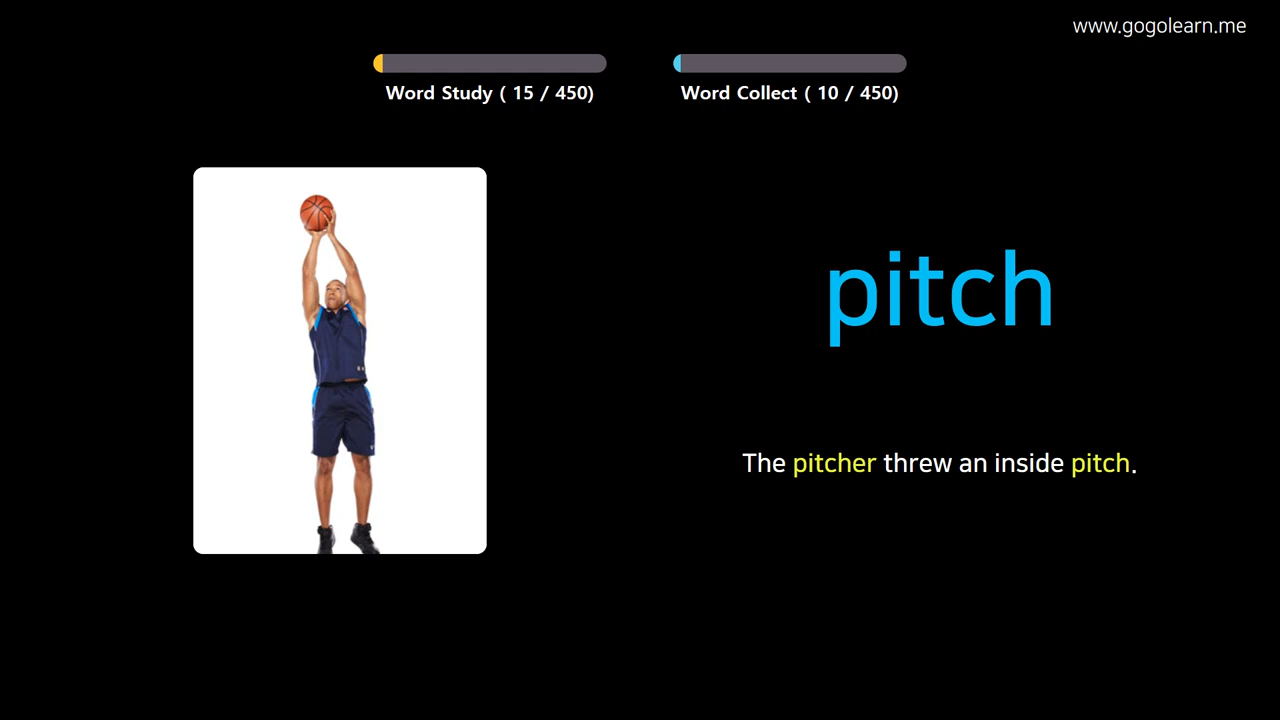 www.gogolearn.me
Word Study ( 15 / 450)
Word Collect ( 10 / 450)
pitch
The pitcher threw an inside pitch.